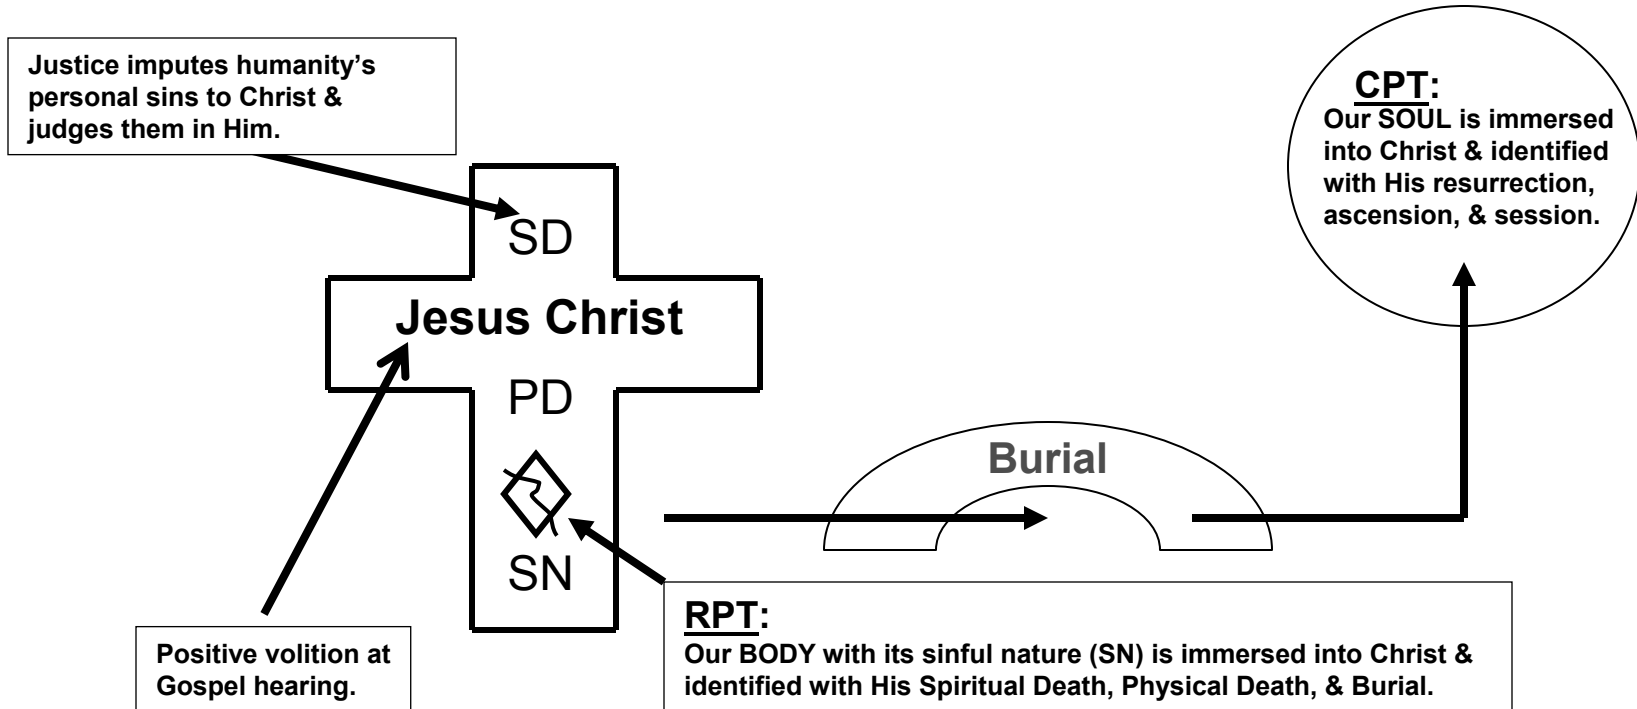 Justice imputes humanity’s
personal sins to Christ &
judges them in Him.
CPT:
Our SOUL is immersed
into Christ & identified
with His resurrection,
ascension, & session.
SD
Jesus Christ
PD
SN
Burial
Positive volition at
Gospel hearing.
RPT:
Our BODY with its sinful nature (SN) is immersed into Christ &
identified with His Spiritual Death, Physical Death, & Burial.